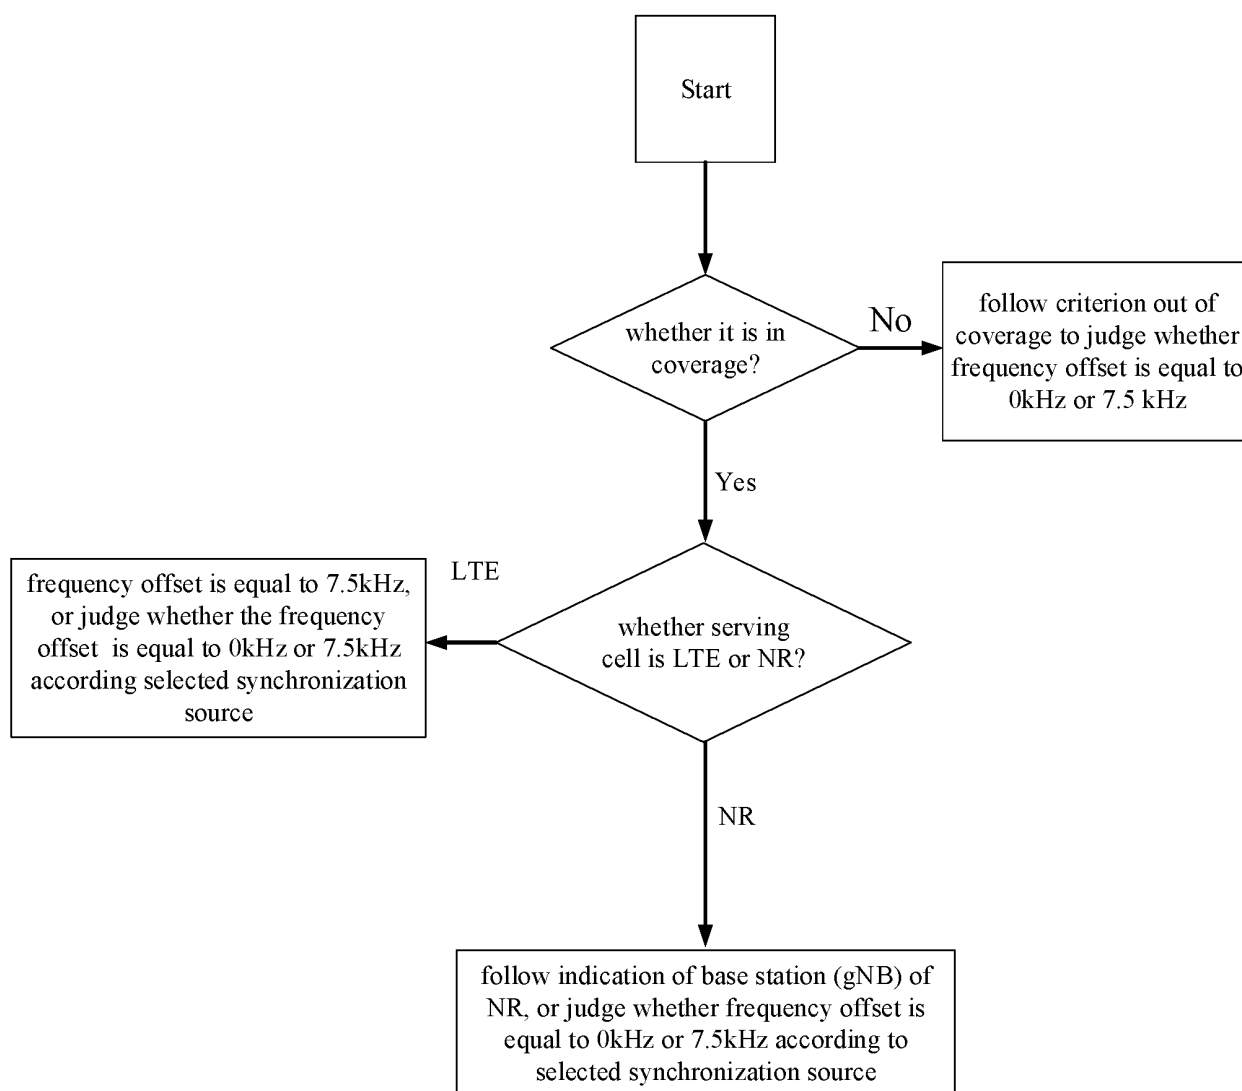 Start
whether it is in
coverage?
No
follow criterion out of
coverage to judge whether
frequency offset is equal to
0kHz or 7.5 kHz
Yes
LTE
frequency offset is equal to 7.5kHz,
or judge whether the frequency
offset is equal to 0kHz or 7.5kHz
according selected synchronization
source
whether serving
cell is LTE or NR?
NR
follow indication of base station (gNB) of
NR, or judge whether frequency offset is
equal to 0kHz or 7.5kHz according to
selected synchronization source